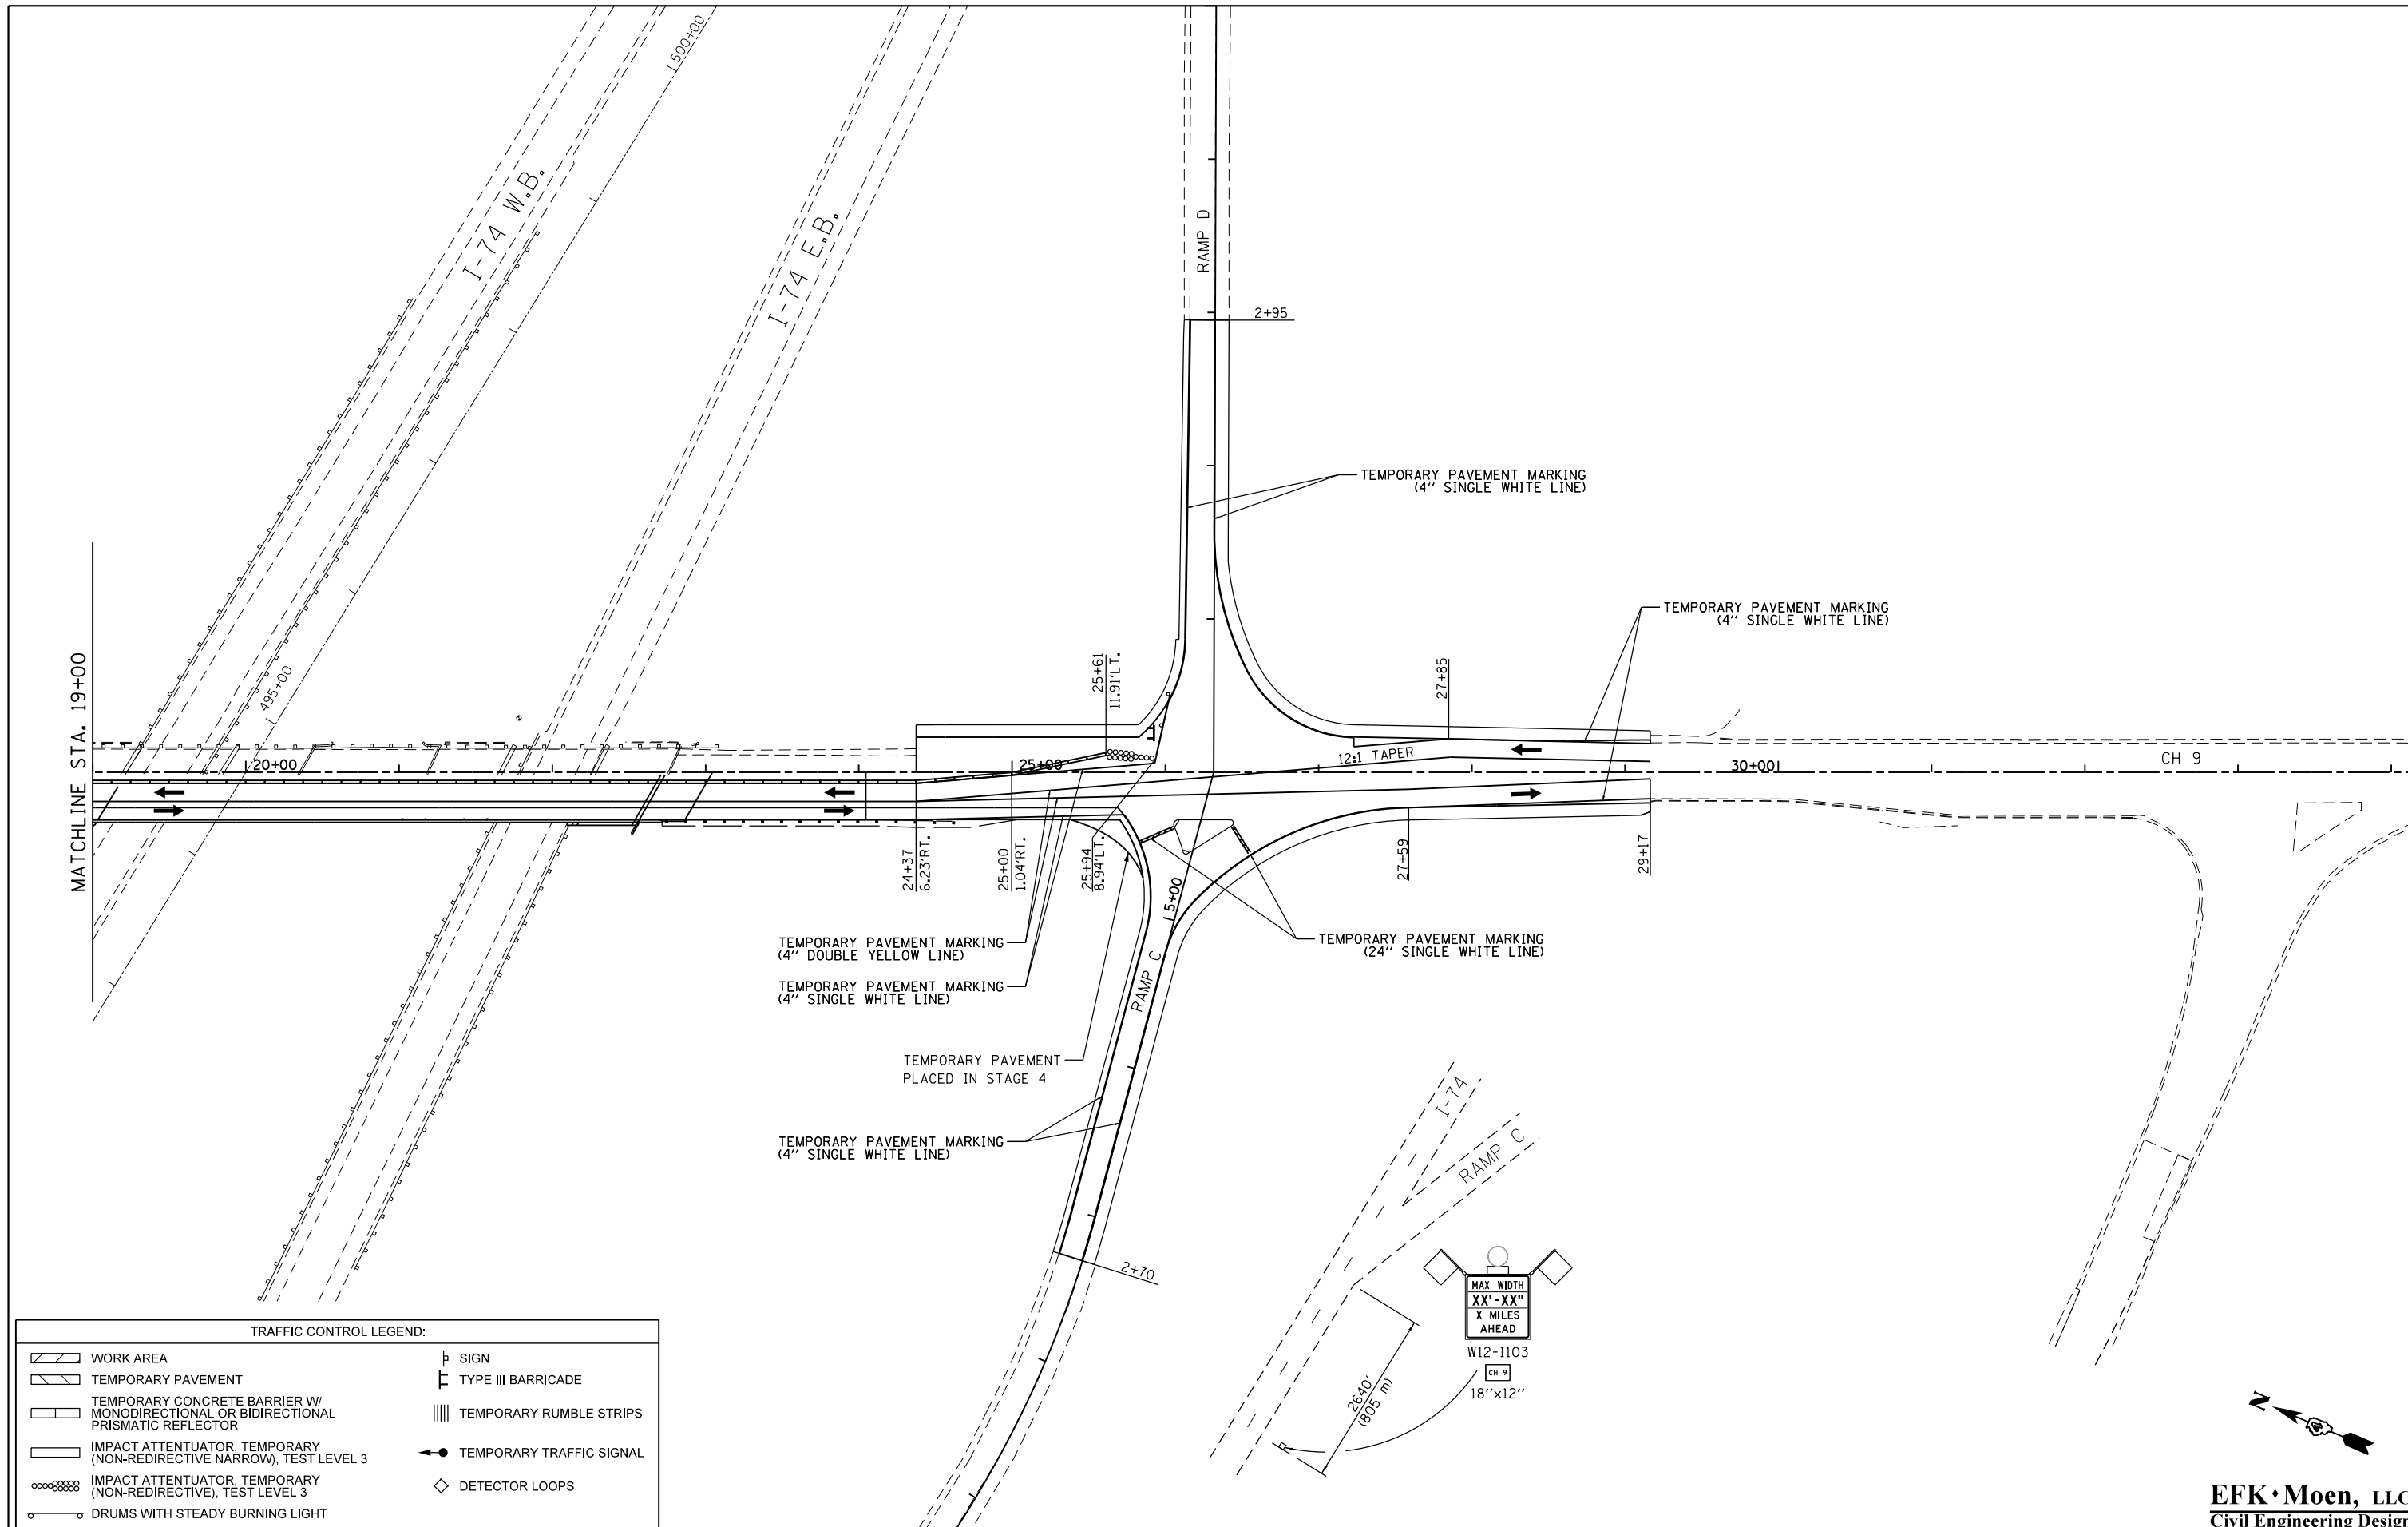 500+00
I-74 W.B.
I-74 E.B.
RAMP D
2+95
TEMPORARY PAVEMENT MARKING
(4" SINGLE WHITE LINE)
TEMPORARY PAVEMENT MARKING
(4" SINGLE WHITE LINE)
MATCHLINE STA. 19+00
495+00
25+61
11.91'LT.
27+85
20+00
25+00
12:1 TAPER
30+00
CH 9
24+37
6.23'RT.
25+00
1.04'RT.
25+94
8.94'LT.
27+59
29+17
15+00
TEMPORARY PAVEMENT MARKING
(4" DOUBLE YELLOW LINE)
TEMPORARY PAVEMENT MARKING
(24" SINGLE WHITE LINE)
TEMPORARY PAVEMENT MARKING
(4" SINGLE WHITE LINE)
RAMP C
TEMPORARY PAVEMENT
PLACED IN STAGE 4
TEMPORARY PAVEMENT MARKING
(4" SINGLE WHITE LINE)
I-74
RAMP C
2+70
MAX WIDTH
XX'-XX"
X MILES
AHEAD
W12-I103
CH 9
18"x12"
2640'
(805 m)
TRAFFIC CONTROL LEGEND:
WORK AREA
TEMPORARY PAVEMENT
TEMPORARY CONCRETE BARRIER W/
MONODIRECTIONAL OR BIDIRECTIONAL
PRISMATIC REFLECTOR
IMPACT ATTENTUATOR, TEMPORARY
(NON-REDIRECTIVE NARROW), TEST LEVEL 3
IMPACT ATTENTUATOR, TEMPORARY
(NON-REDIRECTIVE), TEST LEVEL 3
DRUMS WITH STEADY BURNING LIGHT
SIGN
TYPE III BARRICADE
TEMPORARY RUMBLE STRIPS
TEMPORARY TRAFFIC SIGNAL
DETECTOR LOOPS
N
EFK Moen, LLC
Civil Engineering Design